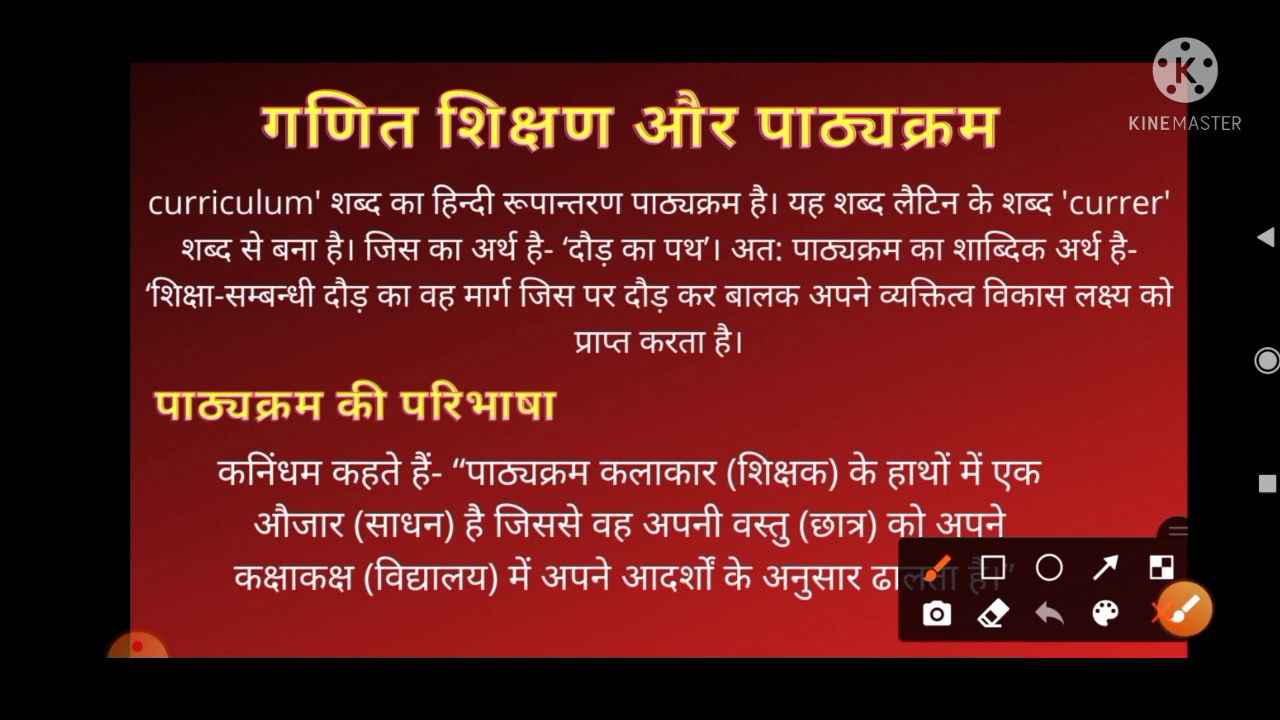 KINEMASTER
गणित शिक्षण और पाठ्यक्रम
curriculum' शब्द का हिन्दी रूपान्तरण पाठ्यक्रम है। यह शब्द लैटिन के शब्द 'currer'
शब्द से बना है। जिस का अर्थ है- ‘दौड़ का पथ’। अत: पाठ्यक्रम का शाब्दिक अर्थ है-
‘शिक्षा-सम्बन्धी दौड़ का वह मार्ग जिस पर दौड़ कर बालक अपने व्यक्तित्व विकास लक्ष्य को
प्राप्त करता है।
पाठ्यक्रम की परिभाषा
कनिंधम कहते हैं- “पाठ्यक्रम कलाकार (शिक्षक) के हाथों में एक
औजार (साधन) है जिससे वह अपनी वस्तु (छात्र) को अपने
कक्षाकक्ष (विद्यालय) में अपने आदर्शों के अनुसार ढालता है।”